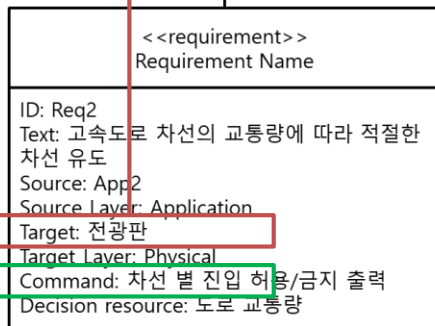 <<requirement>>
Requirement Name
ID: Req2
Text: 고속도로 차선의 교통량에 따라 적절한
차선 유도
Source: App2
Source Layer: Application
Target: 전광판
Target Layer: Physical
Command: 차선 별 진입 허용/금지 출력
Decision resource: 도로 교통량